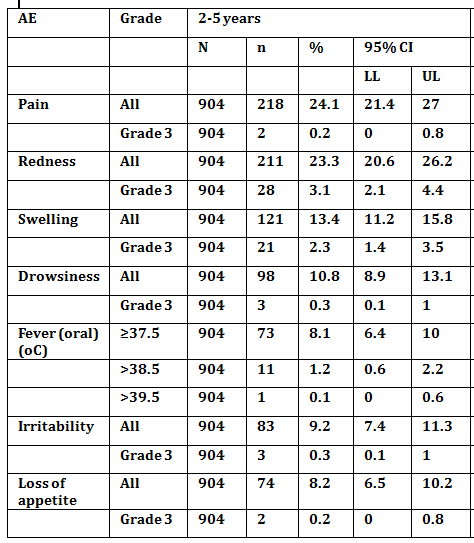 AE Grade 2-5 years
N n % 95% CI
LL UL
Pain All 904 218 24.1 21.4 27
Grade 3 904 2 0.2 0 0.8
Redness All 904 211 23.3 20.6 26.2
Grade 3 904 28 3.1 2.1 4.4
Swelling All 904 121 13.4 11.2 15.8
Grade 3 904 21 2.3 1.4 3.5
Drowsiness All 904 98 10.8 8.9 13.1
Grade 3 904 3 0.3 0.1 1
Fever (oral) ≥37.5 904 73 8.1 6.4 10
(oC)
>38.5 904 11 1.2 0.6 2.2
>39.5 904 1 0.1 0 0.6
Irritability All 904 83 9.2 7.4 11.3
Grade 3 904 3 0.3 0.1 1
Loss of All 904 74 8.2 6.5 10.2
appetite
Grade 3 904 2 0.2 0 0.8